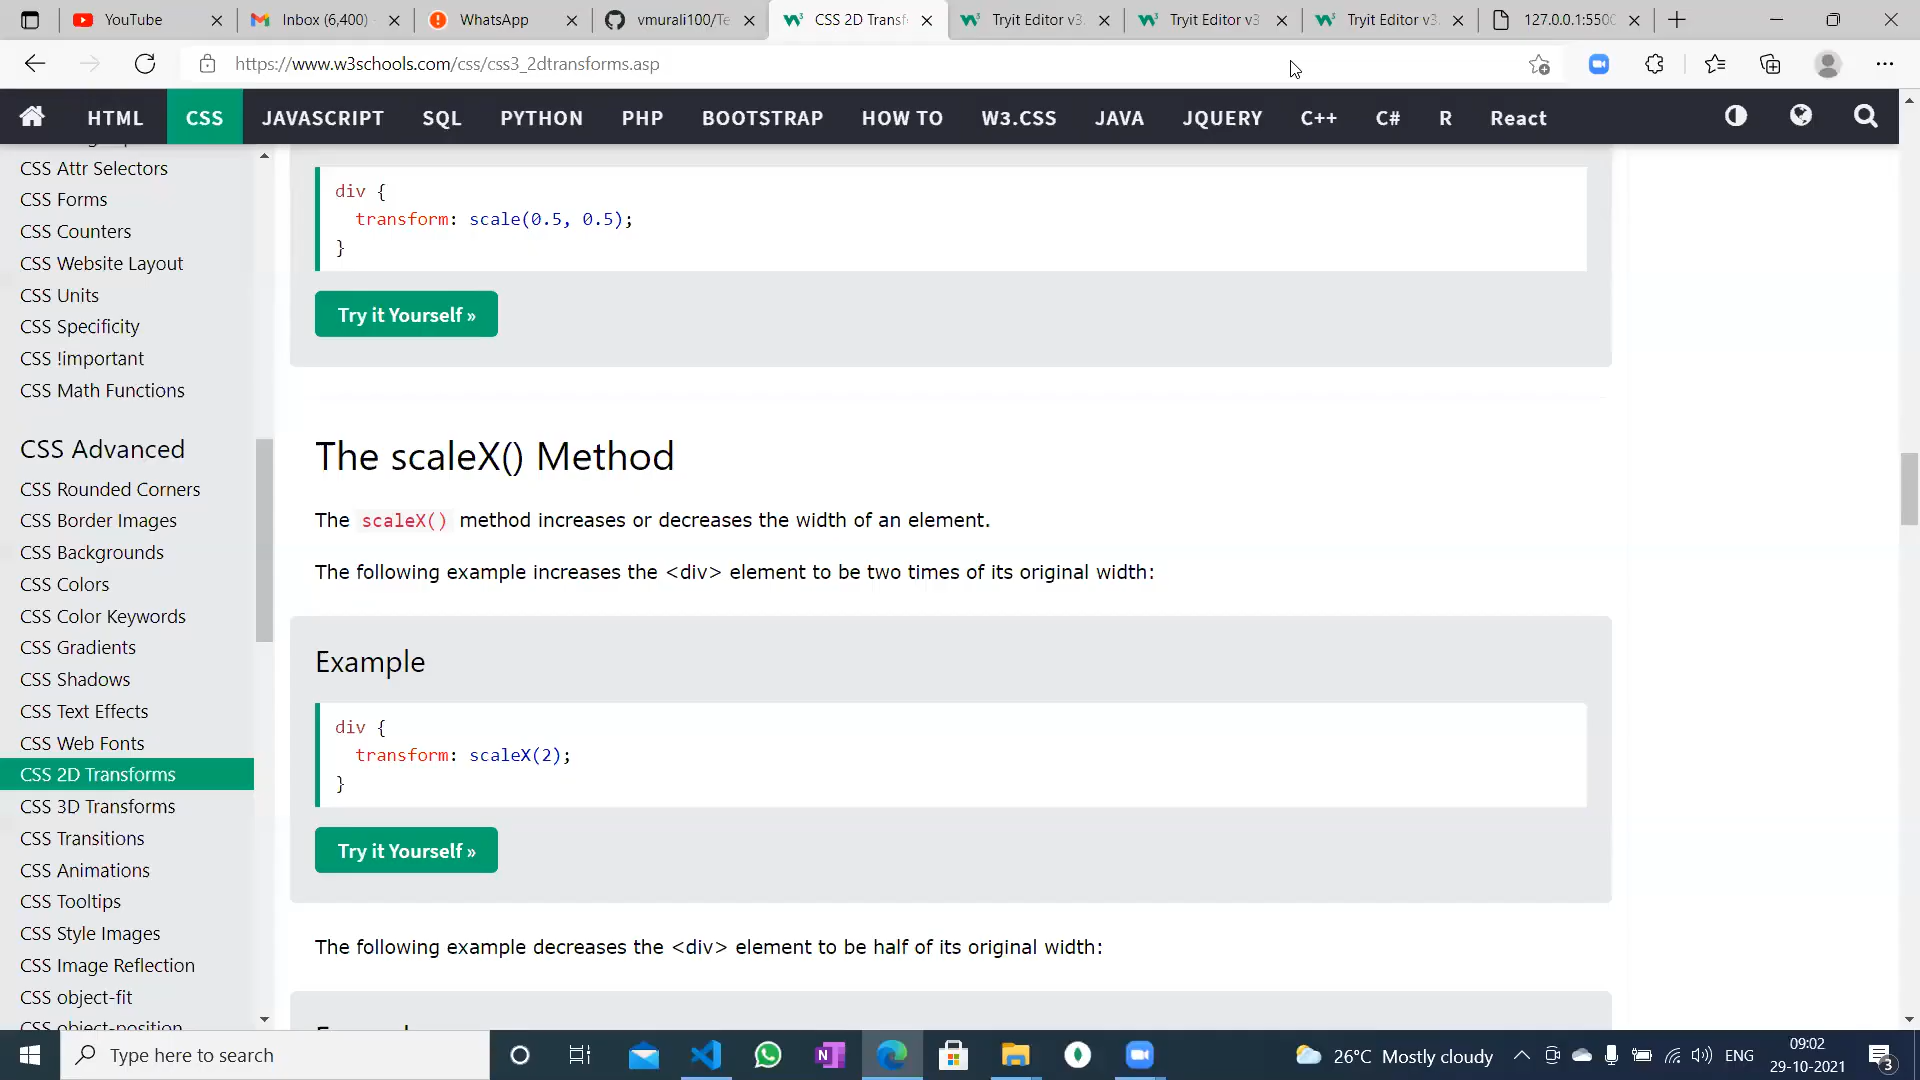 YouTube
Inbox (6,400)
WhatsApp
vmurali100/Te
CSS 2D Transf
Tryit Editor v3.
Tryit Editor v3
Tryit Editor v3.
127.0.0.1:5500
https://www.w3schools.com/css/css3_2dtransforms.asp
HTML
CSS
JAVASCRIPT
SQL
PYTHON
PHP
BOOTSTRAP
HOW TO
W3.CSS
JAVA
JQUERY
C++
C#
R
React
CSS Attr Selectors
CSS Forms
CSS Counters
CSS Website Layout
CSS Units
CSS Specificity
CSS !important
CSS Math Functions
CSS Advanced
CSS Rounded Corners
CSS Border Images
CSS Backgrounds
CSS Colors
CSS Color Keywords
CSS Gradients
CSS Shadows
CSS Text Effects
CSS Web Fonts
CSS 2D Transforms
CSS 3D Transforms
CSS Transitions
CSS Animations
CSS Tooltips
CSS Style Images
CSS Image Reflection
CSS object-fit
CSS object-position
div {
transform: scale(0.5, 0.5);
}
Try it Yourself »
The scaleX() Method
The scaleX() method increases or decreases the width of an element.
The following example increases the <div> element to be two times of its original width:
Example
div {
transform: scaleX(2);
}
Try it Yourself »
The following example decreases the <div> element to be half of its original width:
Type here to search
26°C Mostly cloudy
ENG
09:02
29-10-2021
3